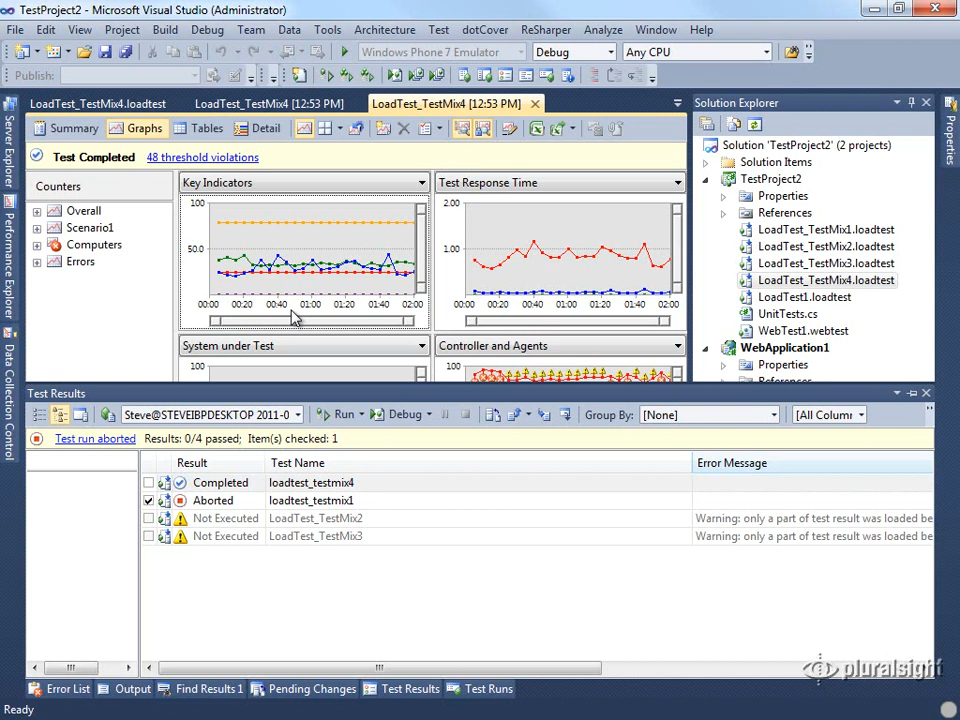 TestProject2 - Microsoft Visual Studio (Administrator)
File Edit View Project Build Debug Team Data Tools Architecture Test dotCover ReSharper Analyze Window Help
Windows Phone 7 Emulator Debug Any CPU
Publish:
Server Explorer
Performance Explorer
Data Collection Control
LoadTest_TestMix4.loadtest LoadTest_TestMix4 [12:53 PM] LoadTest_TestMix4 [12:53 PM]
Summary Graphs Tables Detail
Test Completed 48 threshold violations
Counters
Overall
Scenario1
Computers
Errors
Key Indicators
100
50.0
00:00 00:20 00:40 01:00 01:20 01:40 02:00
Test Response Time
2.00
1.00
00:00 00:20 00:40 01:00 01:20 01:40 02:00
System under Test
100
Controller and Agents
100
Solution Explorer
Solution 'TestProject2' (2 projects)
Solution Items
TestProject2
Properties
References
LoadTest_TestMix1.loadtest
LoadTest_TestMix2.loadtest
LoadTest_TestMix3.loadtest
LoadTest_TestMix4.loadtest
LoadTest1.loadtest
UnitTests.cs
WebTest1.webtest
WebApplication1
Properties
References
Properties
Test Results
Steve@STEVEIBPDESKTOP 2011-0 Run Debug Group By: [None] [All Column
Test run aborted Results: 0/4 passed; Item(s) checked: 1
Result Test Name Error Message
Completed loadtest_testmix4
Aborted loadtest_testmix1
Not Executed LoadTest_TestMix2 Warning: only a part of test result was loaded be
Not Executed LoadTest_TestMix3 Warning: only a part of test result was loaded be
pluralsight
Error List Output Find Results 1 Pending Changes Test Results Test Runs
Ready